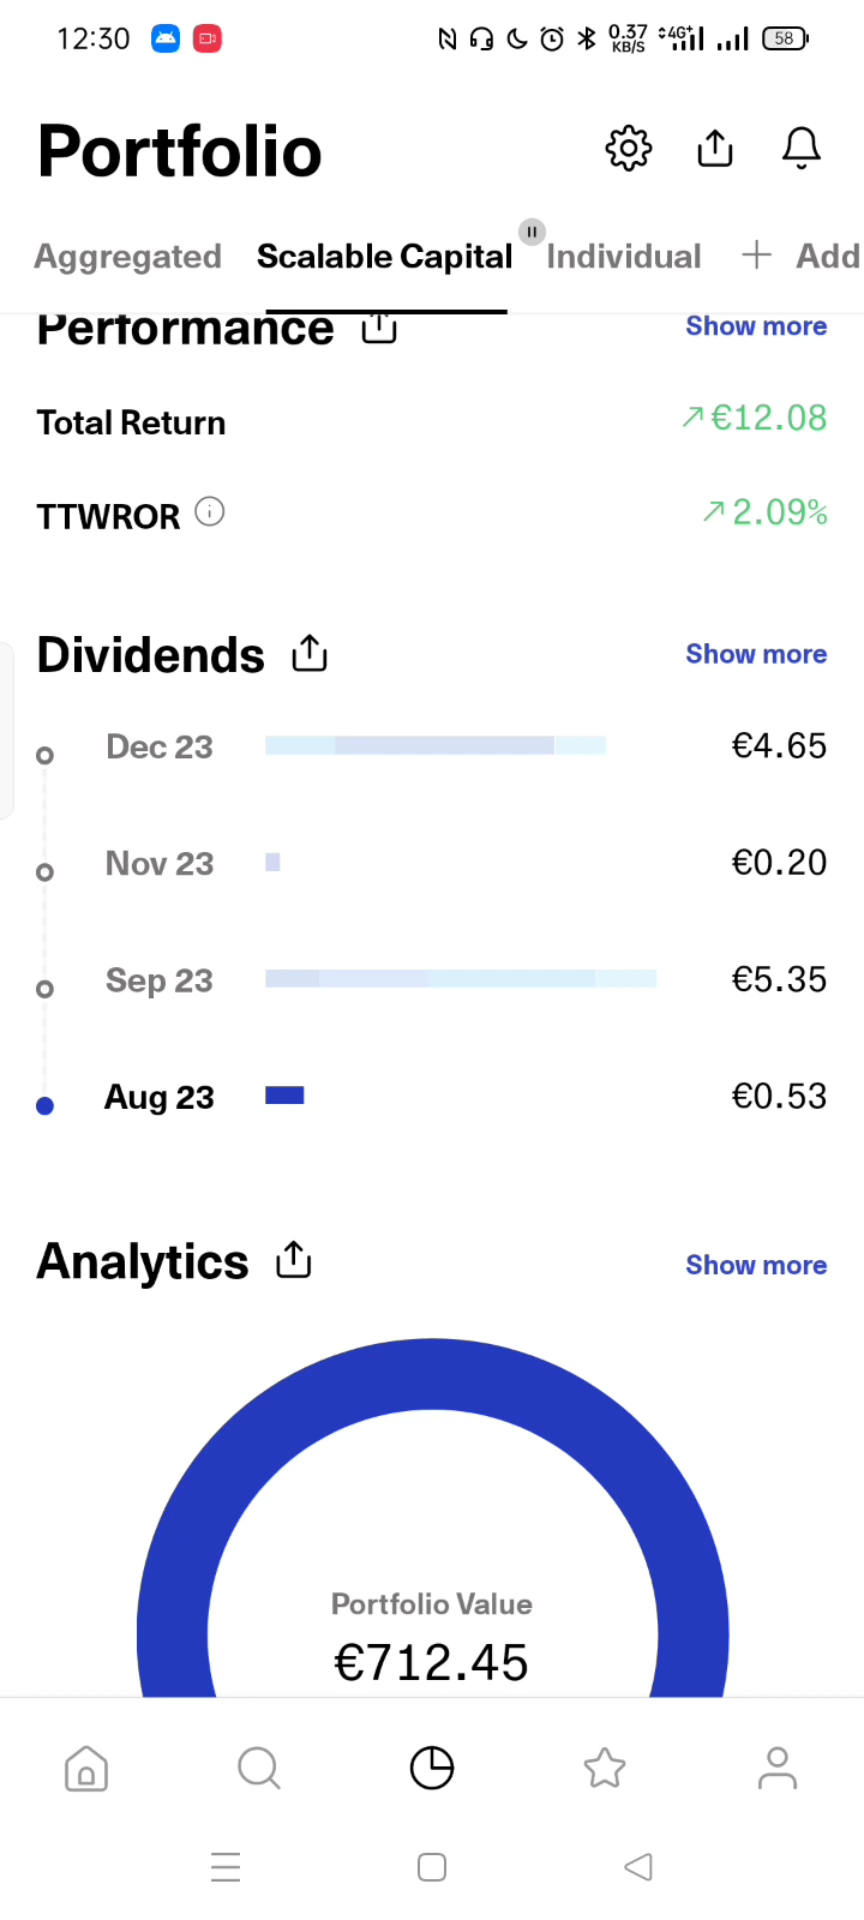 12:30
0.37
KB/S
4G+
58
Portfolio
Aggregated Scalable Capital Individual + Add
Performance Show more
Total Return €12.08
TTWROR 2.09%
Dividends Show more
Dec 23 €4.65
Nov 23 €0.20
Sep 23 €5.35
Aug 23 €0.53
Analytics Show more
Portfolio Value
€712.45